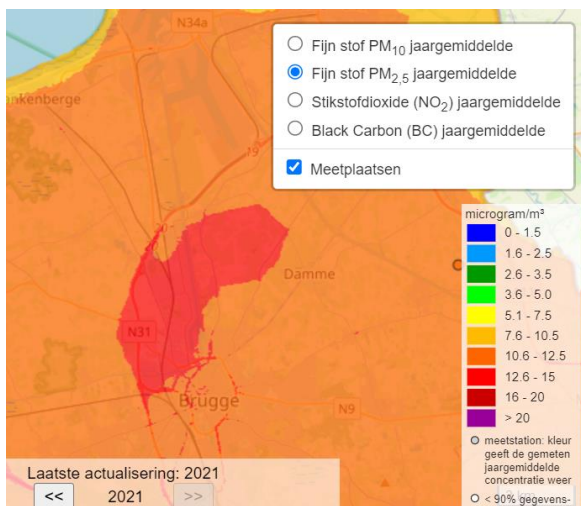 N34a
Fijn stof PM10 jaargemiddelde
Fijn stof PM2,5 jaargemiddelde
Stikstofdioxide (NO2) jaargemiddelde
Black Carbon (BC) jaargemiddelde
Meetplaatsen
nkenberge
19
microgram/m³
0 - 1.5
1.6 - 2.5
2.6 - 3.5
3.6 - 5.0
5.1 - 7.5
7.6 - 10.5
10.6 - 12.5
12.6 - 15
16 - 20
> 20
Damme
N31
Brugge
N9
meetstation: kleur
geeft de gemeten
jaargemiddelde
concentratie weer
< 90% gegevens-
Laatste actualisering: 2021
<< 2021 >>